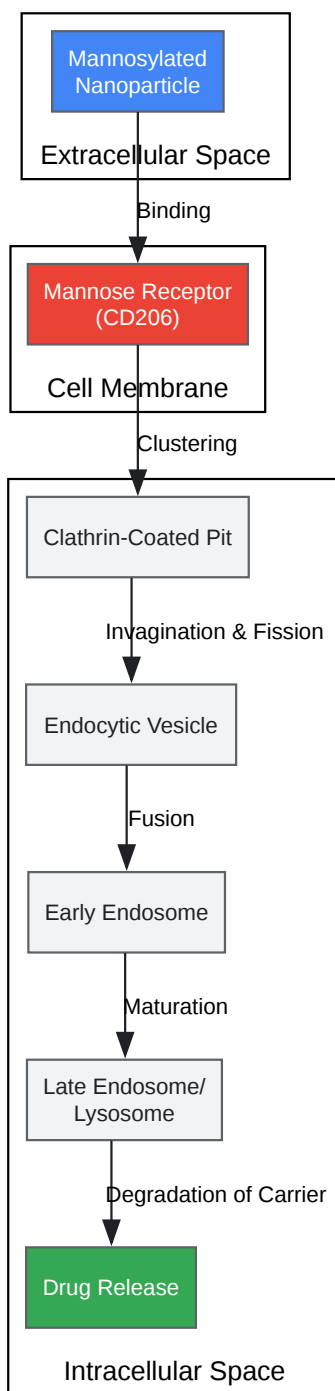 Mannosylated
Nanoparticle
Extracellular Space
Binding
Mannose Receptor
(CD206)
Cell Membrane
Clustering
Clathrin-Coated Pit
Invagination & Fission
Endocytic Vesicle
Fusion
Early Endosome
Maturation
Late Endosome/
Lysosome
Degradation of Carrier
Drug Release
Intracellular Space